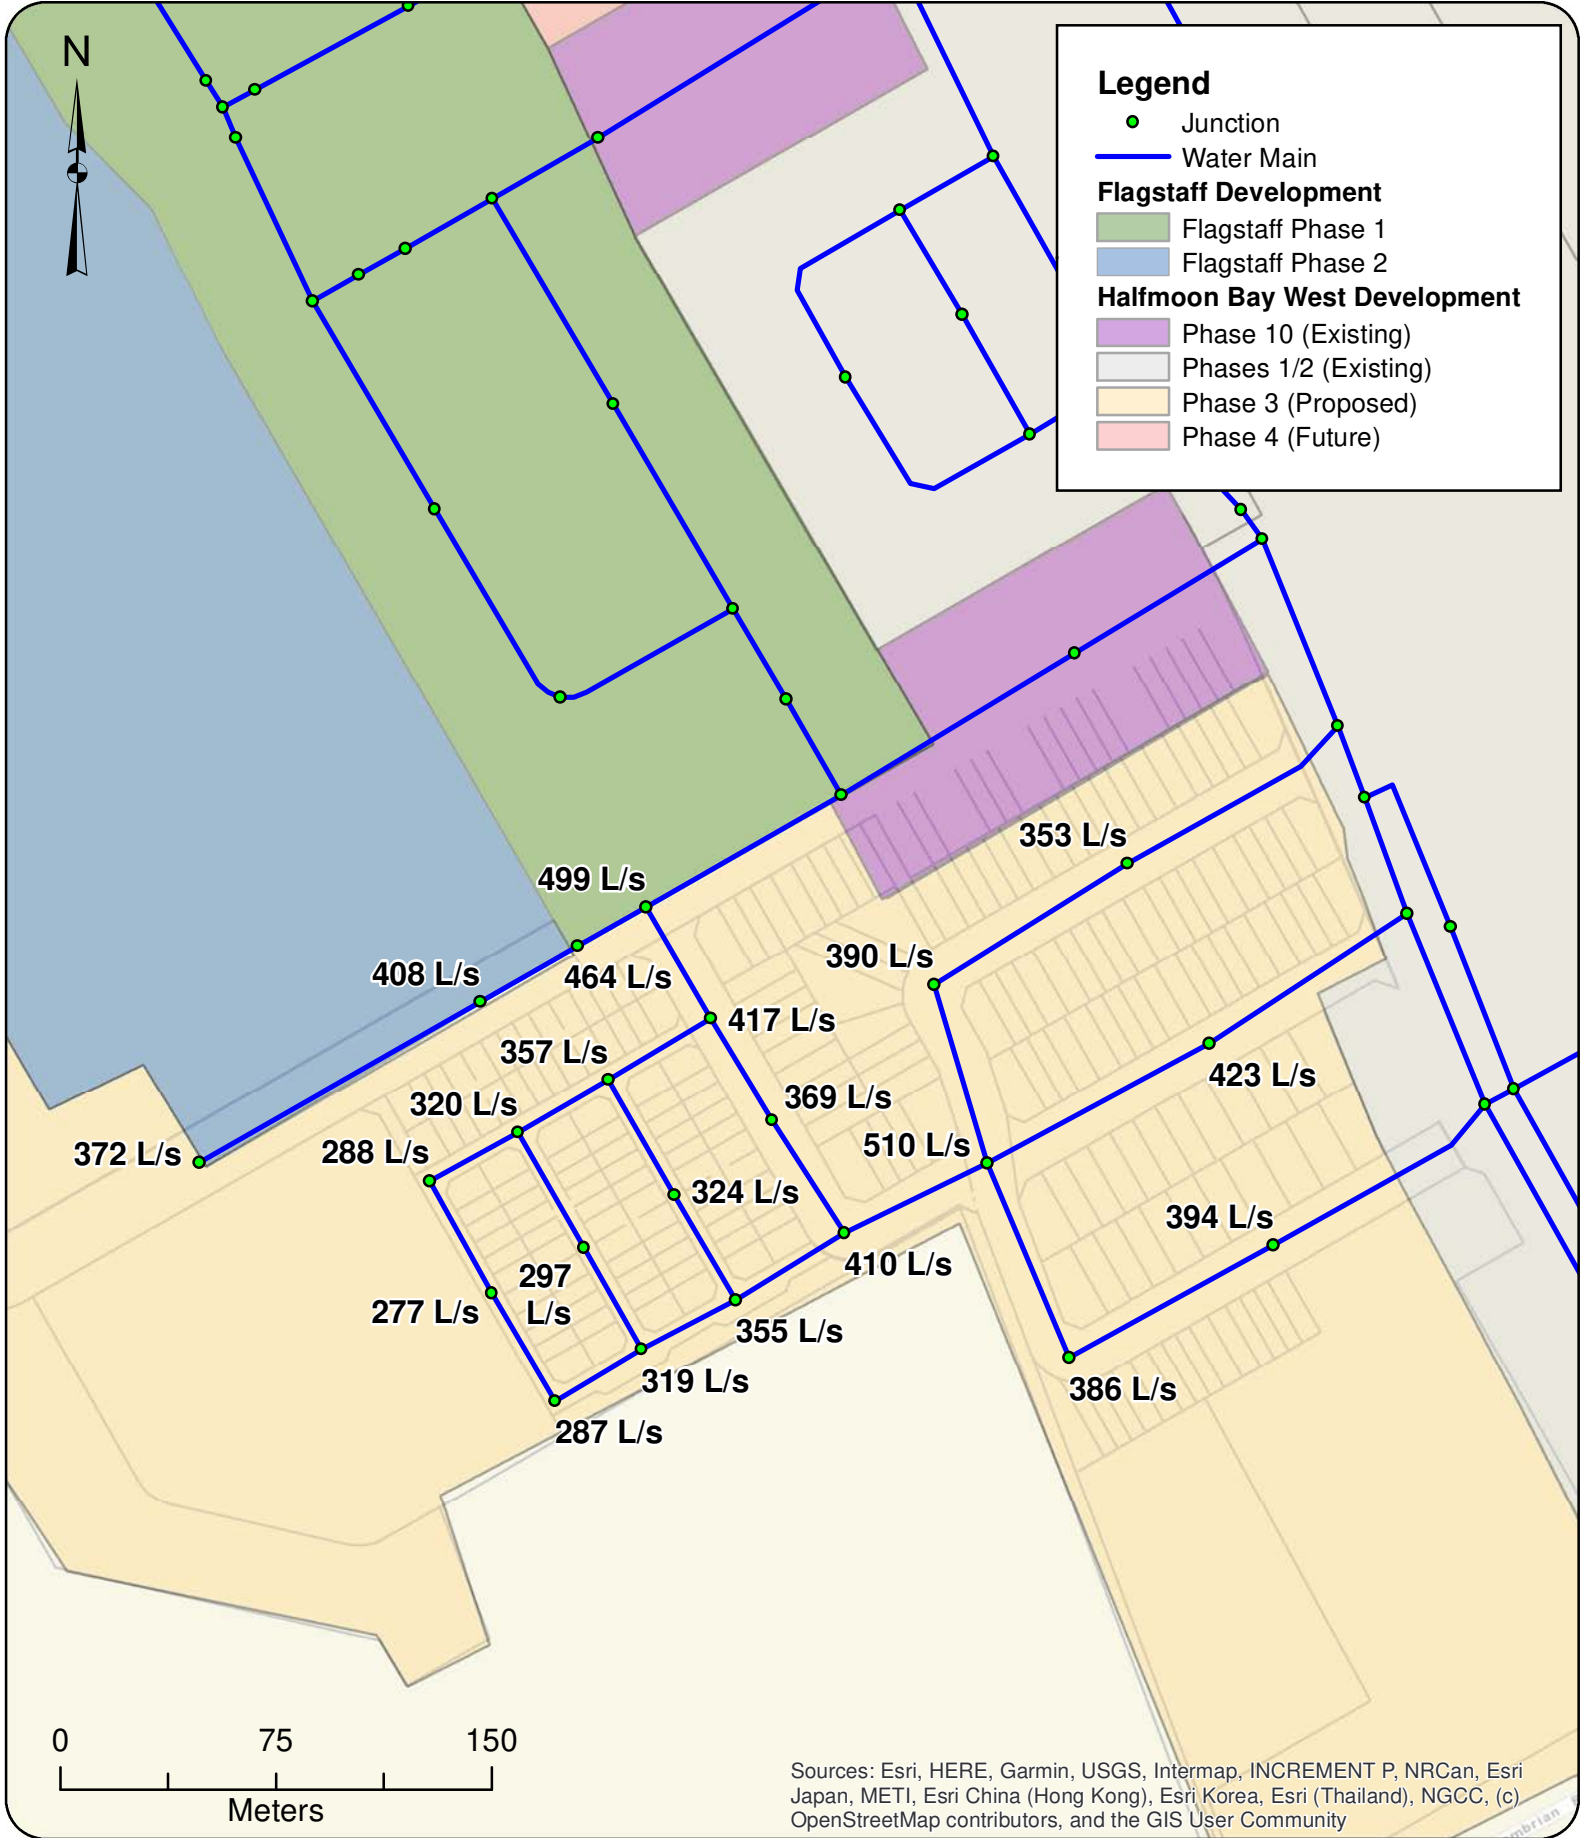 N
Legend
Junction
Water Main
Flagstaff Development
Flagstaff Phase 1
Flagstaff Phase 2
Halfmoon Bay West Development
Phase 10 (Existing)
Phases 1/2 (Existing)
Phase 3 (Proposed)
Phase 4 (Future)
353 L/s
499 L/s
390 L/s
408 L/s
464 L/s
417 L/s
357 L/s
423 L/s
320 L/s
369 L/s
510 L/s
372 L/s
288 L/s
324 L/s
394 L/s
410 L/s
297
L/s
277 L/s
355 L/s
319 L/s
386 L/s
287 L/s
0 75 150
Meters
Sources: Esri, HERE, Garmin, USGS, Intermap, INCREMENT P, NRCan, Esri
Japan, METI, Esri China (Hong Kong), Esri Korea, Esri (Thailand), NGCC, (c)
OpenStreetMap contributors, and the GIS User Community